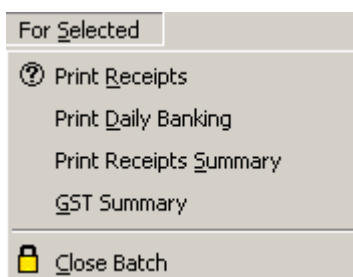 For Selected
Print Receipts
Print Daily Banking
Print Receipts Summary
GST Summary
Close Batch